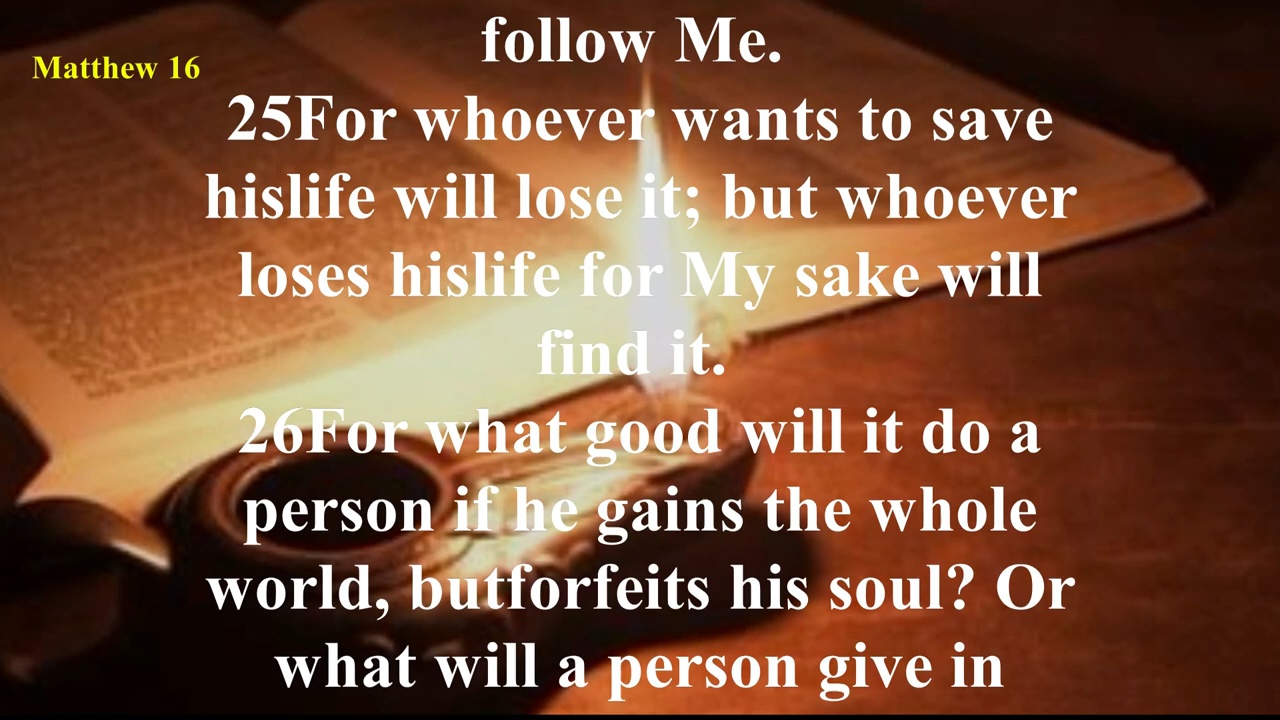 follow Me.
Matthew 16
25For whoever wants to save
hislife will lose it; but whoever
loses hislife for My sake will
find it.
26For what good will it do a
person if he gains the whole
world, butforfeits his soul? Or
what will a person give in